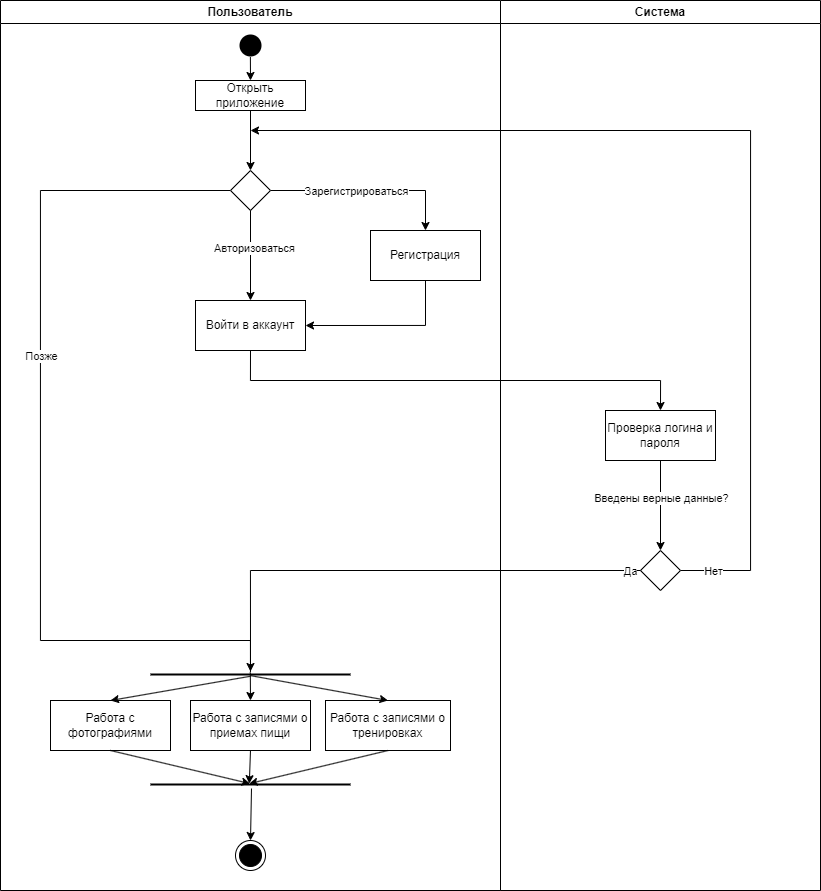 Пользователь
Система
Открыть
приложение
Зарегистрироваться
Авторизоваться
Регистрация
Войти в аккаунт
Позже
Проверка логина и
пароля
Введены верные данные?
Да
Нет
Работа с
фотографиями
Работа с записями о
приемах пищи
Работа с записями о
тренировках